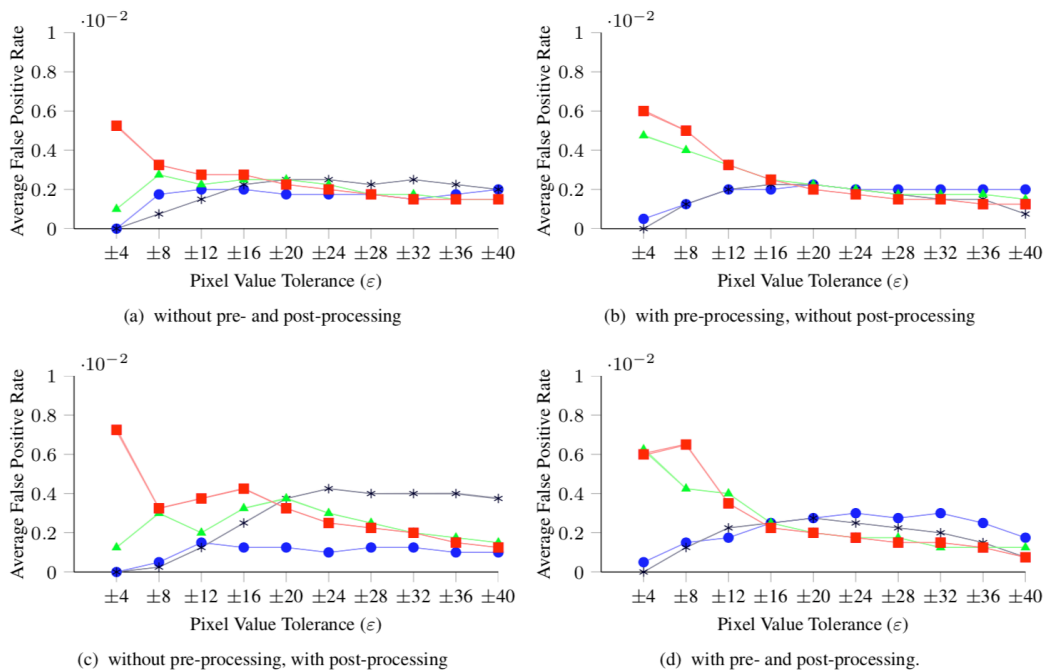 ·10⁻²
1
0.8
0.6
0.4
0.2
0
Average False Positive Rate
±4 ±8 ±12 ±16 ±20 ±24 ±28 ±32 ±36 ±40
Pixel Value Tolerance (ε)
(a) without pre- and post-processing
·10⁻²
1
0.8
0.6
0.4
0.2
0
Average False Positive Rate
±4 ±8 ±12 ±16 ±20 ±24 ±28 ±32 ±36 ±40
Pixel Value Tolerance (ε)
(b) with pre-processing, without post-processing
·10⁻²
1
0.8
0.6
0.4
0.2
0
Average False Positive Rate
±4 ±8 ±12 ±16 ±20 ±24 ±28 ±32 ±36 ±40
Pixel Value Tolerance (ε)
(c) without pre-processing, with post-processing
·10⁻²
1
0.8
0.6
0.4
0.2
0
Average False Positive Rate
±4 ±8 ±12 ±16 ±20 ±24 ±28 ±32 ±36 ±40
Pixel Value Tolerance (ε)
(d) with pre- and post-processing.